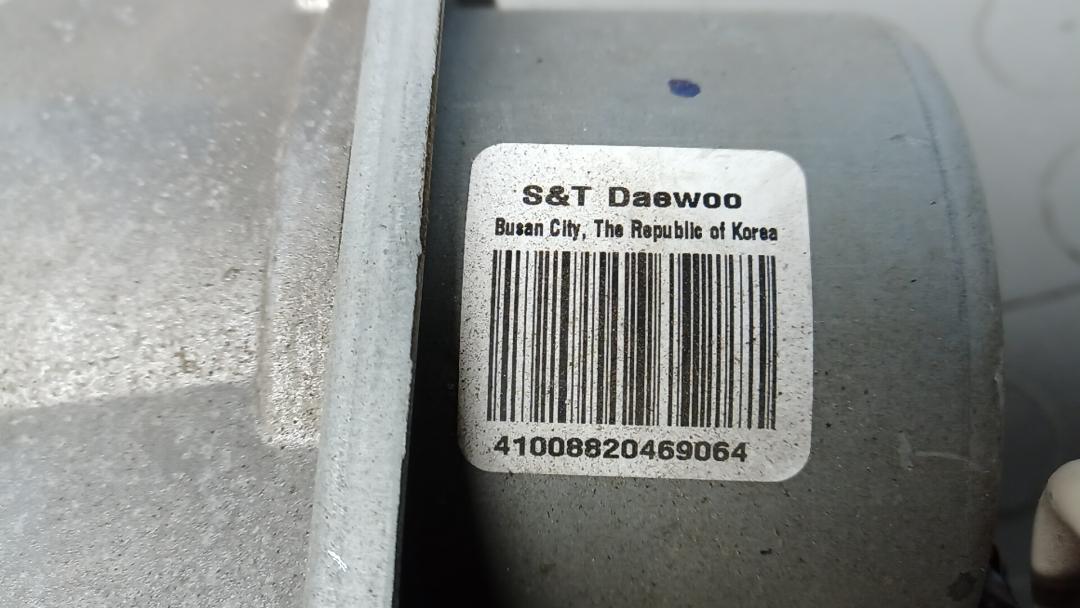 S&T Daewoo
Busan City, The Republic of Korea
41008820469064